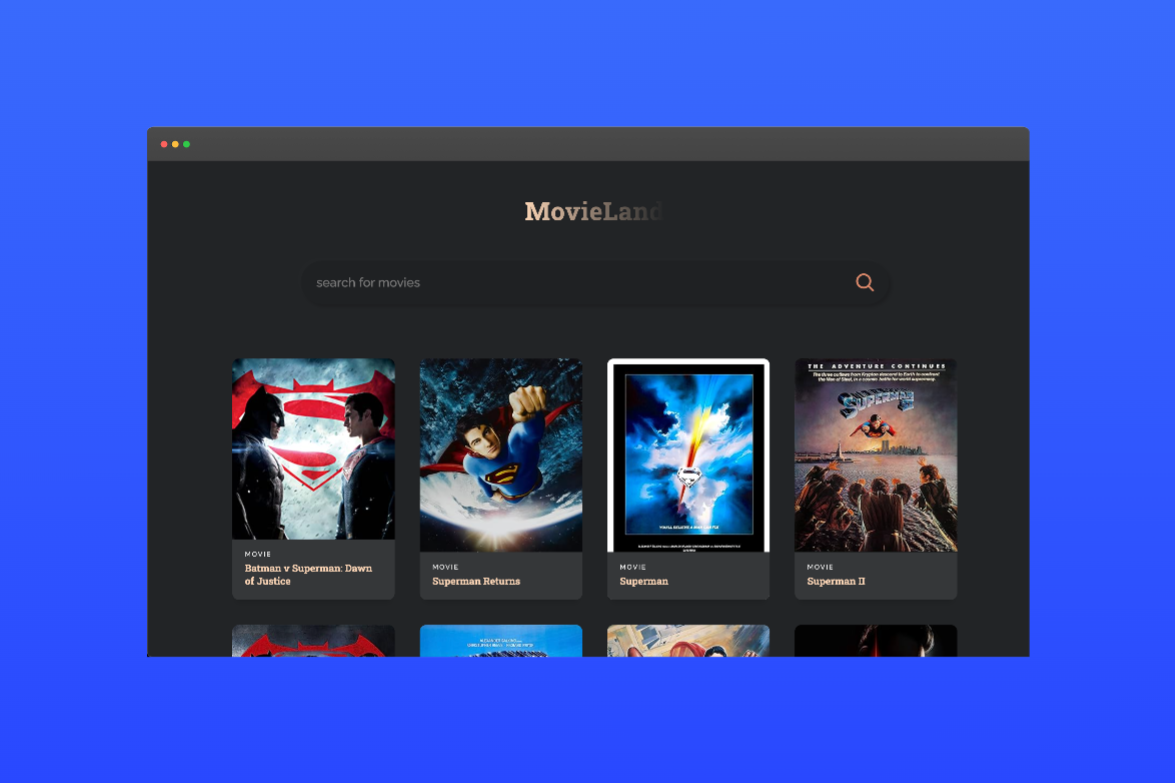 MovieLand
search for movies
THE ADVENTURE CONTINUES
SUPERMAN II
MOVIE
Batman v Superman: Dawn
of Justice
MOVIE
Superman Returns
MOVIE
Superman
MOVIE
Superman II